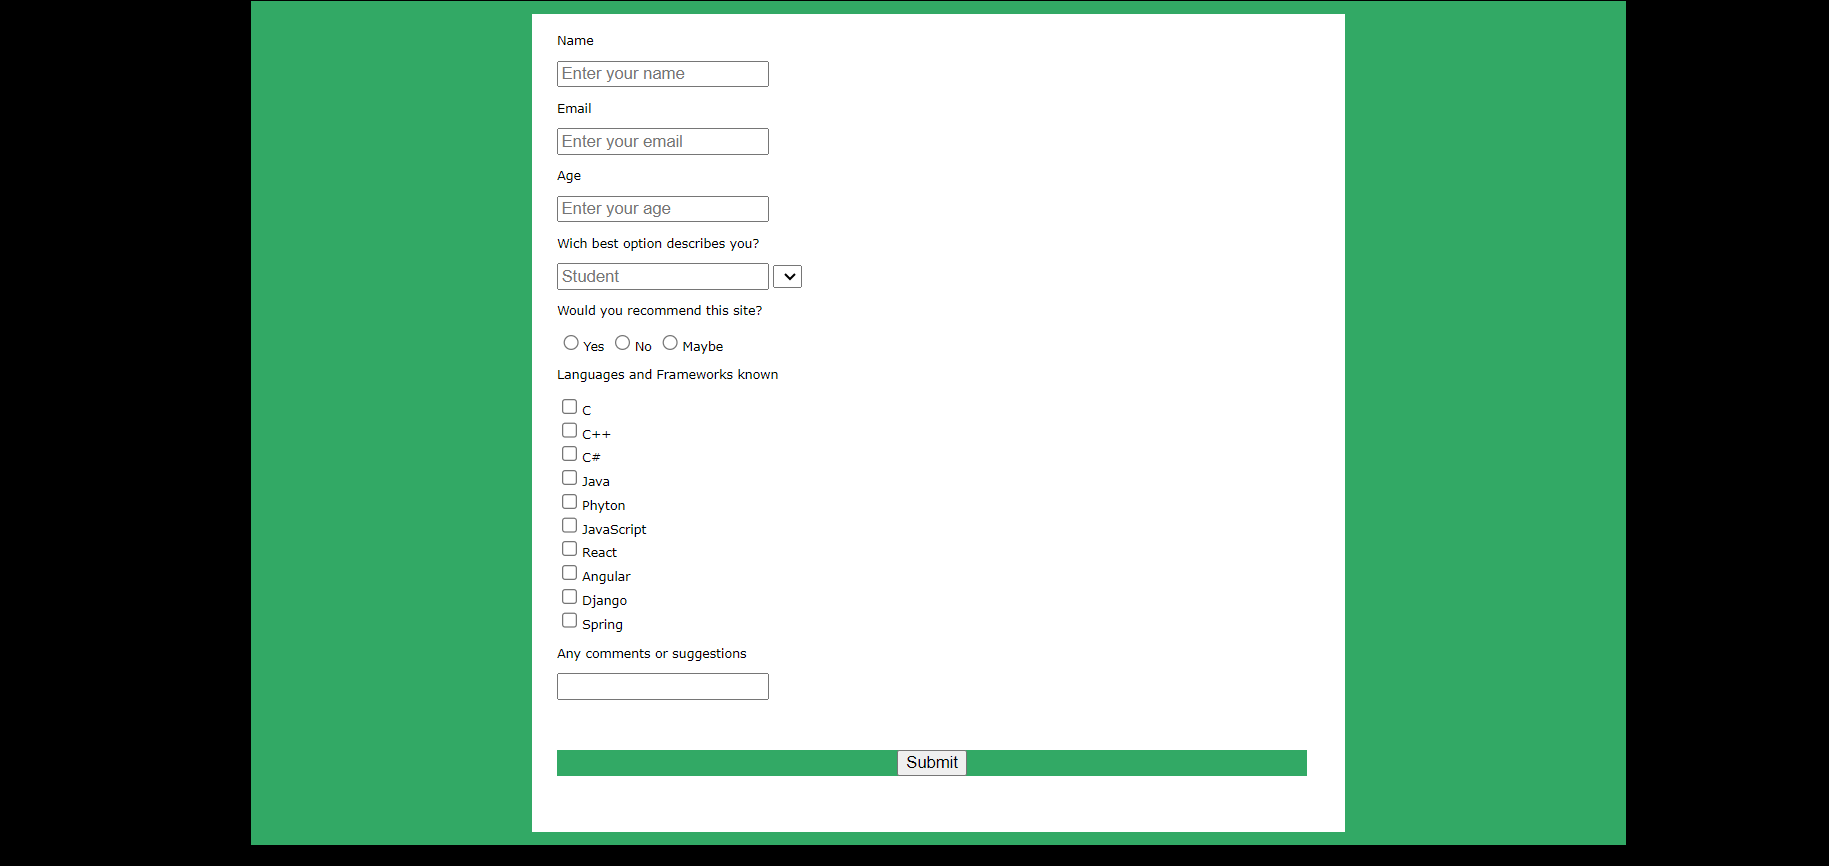 Name
Enter your name
Email
Enter your email
Age
Enter your age
Wich best option describes you?
Student
Would you recommend this site?
Yes No Maybe
Languages and Frameworks known
C
C++
C#
Java
Phyton
JavaScript
React
Angular
Django
Spring
Any comments or suggestions
Submit